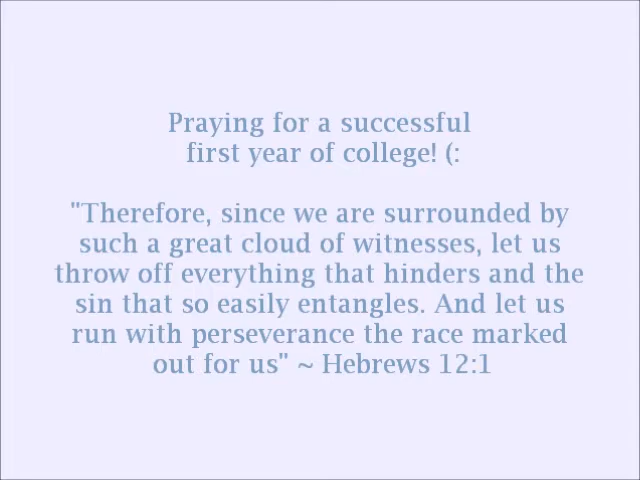 Praying for a successful
first year of college! (:
"Therefore, since we are surrounded by
such a great cloud of witnesses, let us
throw off everything that hinders and the
sin that so easily entangles. And let us
run with perseverance the race marked
out for us" ~ Hebrews 12:1